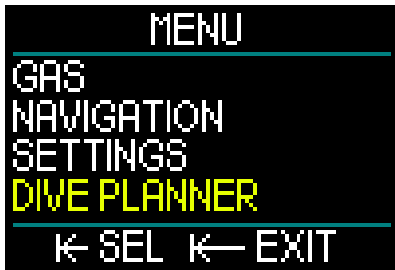 MENU
GAS
NAVIGATION
SETTINGS
DIVE PLANNER
SEL EXIT